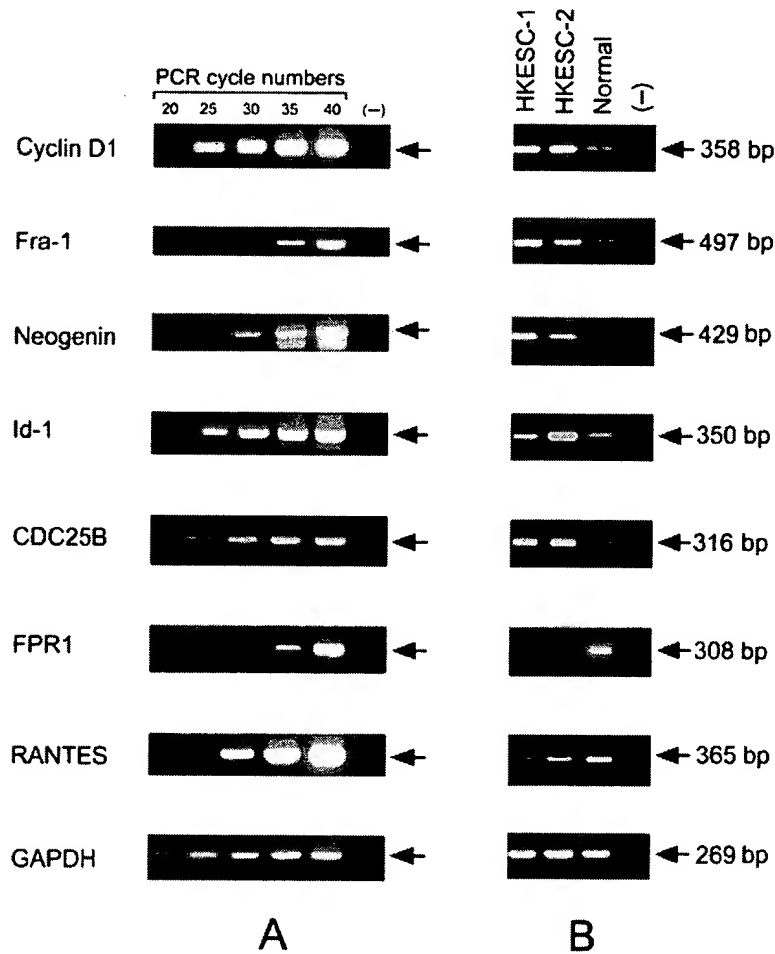 PCR cycle numbers
20 25 30 35 40 (–)
HKESC-1
HKESC-2
Normal
(–)
Cyclin D1
358 bp
Fra-1
497 bp
Neogenin
429 bp
Id-1
350 bp
CDC25B
316 bp
FPR1
308 bp
RANTES
365 bp
GAPDH
269 bp
A
B